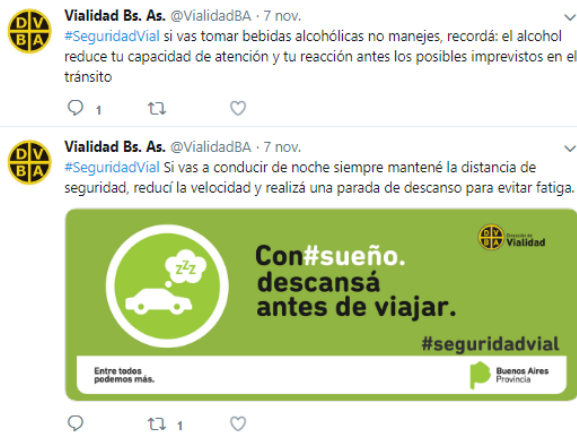 Vialidad Bs. As. @VialidadBA · 7 nov.
#SeguridadVial si vas tomar bebidas alcohólicas no manejes, recordá: el alcohol
reduce tu capacidad de atención y tu reacción antes los posibles imprevistos en el
tránsito
1
Vialidad Bs. As. @VialidadBA · 7 nov.
#SeguridadVial Si vas a conducir de noche siempre mantené la distancia de
seguridad, reducí la velocidad y realizá una parada de descanso para evitar fatiga.
DV
BA
Dirección de
Vialidad
zzZ
Con#sueño.
descansá
antes de viajar.
#seguridadvial
Entre todos
podemos más.
Buenos Aires
Provincia
1